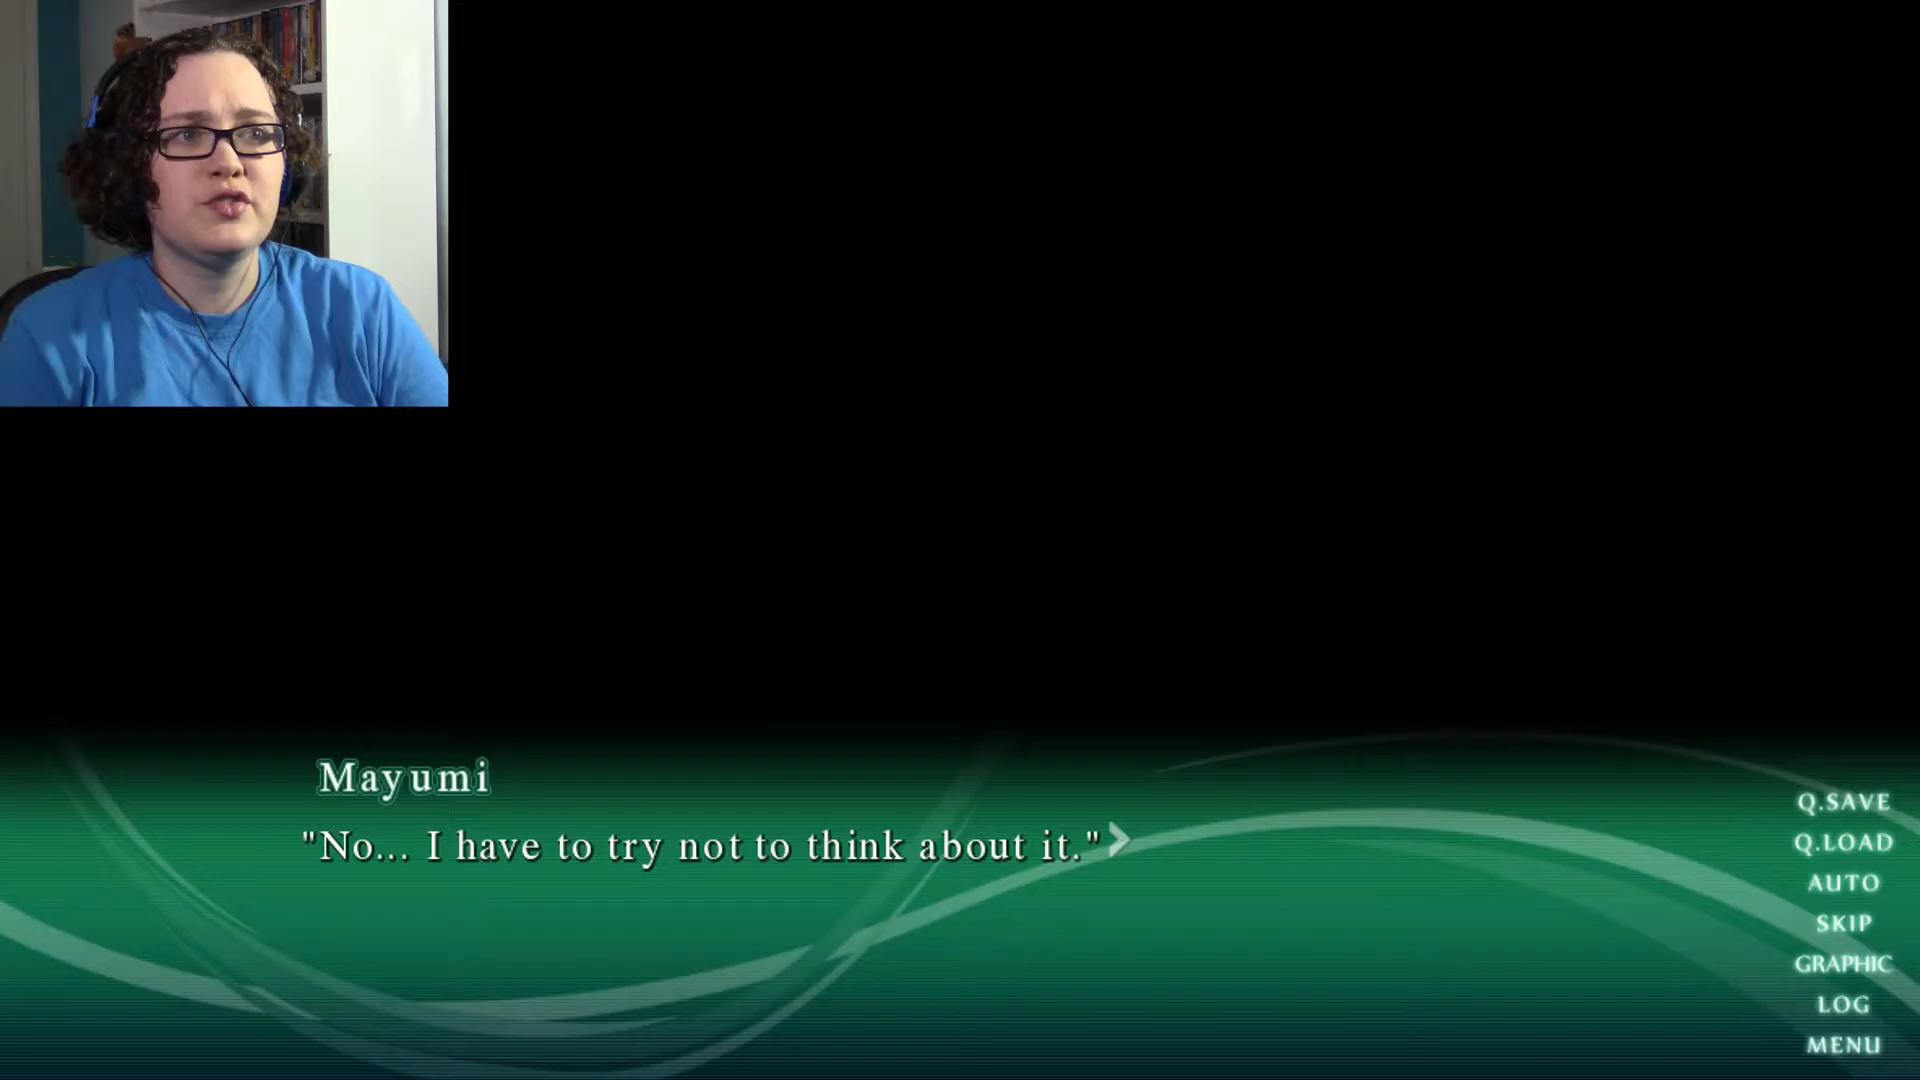 Mayumi
"No... I have to try not to think about it."
Q.SAVE
Q.LOAD
AUTO
SKIP
GRAPHIC
LOG
MENU